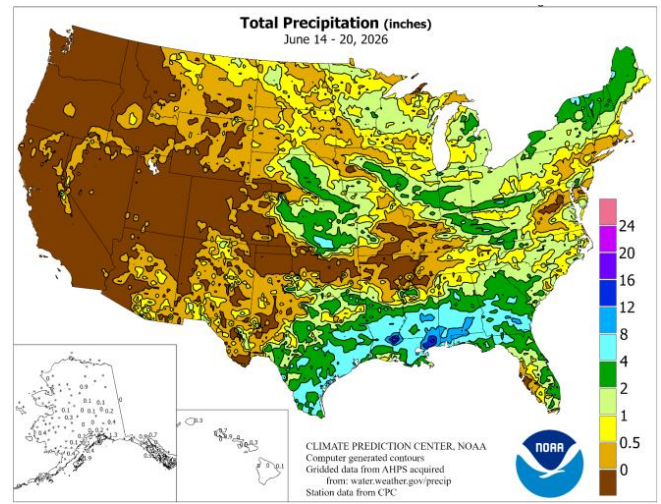 Total Precipitation (inches)
June 14 - 20, 2026
24
20
16
12
8
4
2
1
0.5
0
CLIMATE PREDICTION CENTER, NOAA
Computer generated contours
Gridded data from AHPS acquired
from: water.weather.gov/precip
Station data from CPC
NOAA